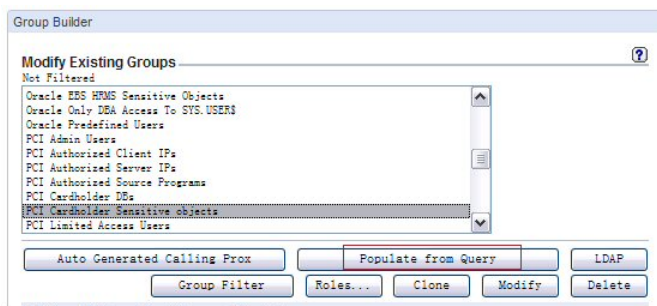 Group Builder
Modify Existing Groups
?
Not Filtered
Oracle EBS HRMS Sensitive Objects
Oracle Only DBA Access To SYS.USER$
Oracle Predefined Users
PCI Admin Users
PCI Authorized Client IPs
PCI Authorized Server IPs
PCI Authorized Source Programs
PCI Cardholder DBs
PCI Cardholder Sensitive objects
PCI Limited Access Users
Auto Generated Calling Prox Populate from Query LDAP
Group Filter Roles... Clone Modify Delete